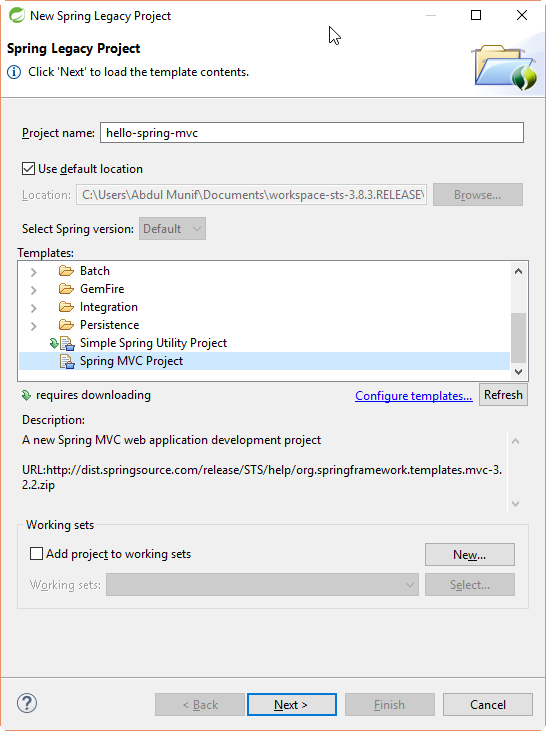 New Spring Legacy Project
Spring Legacy Project
Click 'Next' to load the template contents.
Project name: hello-spring-mvc
Use default location
Location: C:\Users\Abdul Munif\Documents\workspace-sts-3.8.3.RELEASE\ Browse...
Select Spring version: Default
Templates:
Batch
GemFire
Integration
Persistence
Simple Spring Utility Project
Spring MVC Project
requires downloading Configure templates... Refresh
Description:
A new Spring MVC web application development project
URL:http://dist.springsource.com/release/STS/help/org.springframework.templates.mvc-3.
2.2.zip
Working sets
Add project to working sets New...
Working sets: Select...
? < Back Next > Finish Cancel